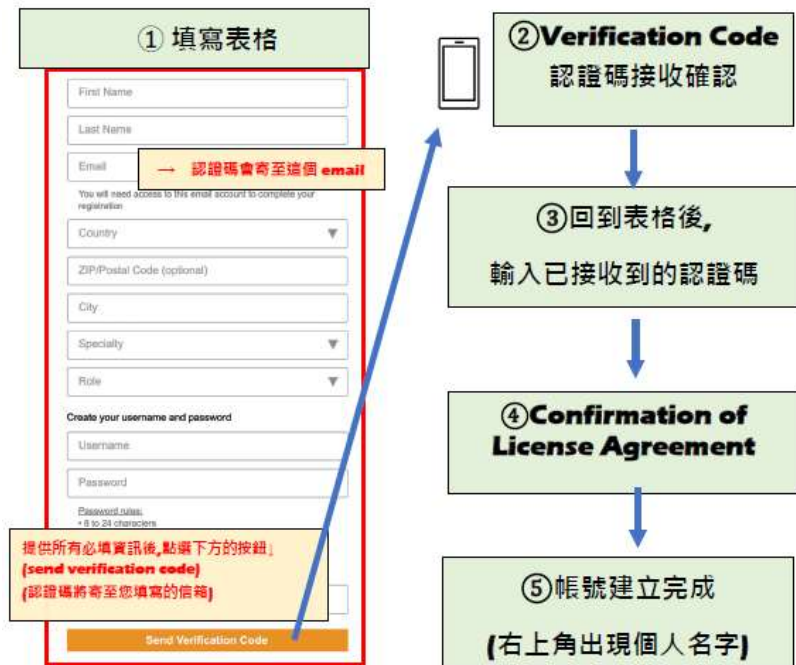 ① 填寫表格
First Name
Last Name
Email
→ 認證碼會寄至這個 email
You will need access to this email account to complete your
registration
Country
ZIP/Postal Code (optional)
City
Specialty
Role
Create your username and password
Username
Password
Password rules:
• 8 to 24 characters
提供所有必填資訊後,點選下方的按鈕」
(send verification code)
(認證碼將寄至您填寫的信箱)
Send Verification Code
②Verification Code
認證碼接收確認
③回到表格後,
輸入已接收到的認證碼
④Confirmation of
License Agreement
⑤帳號建立完成
(右上角出現個人名字)